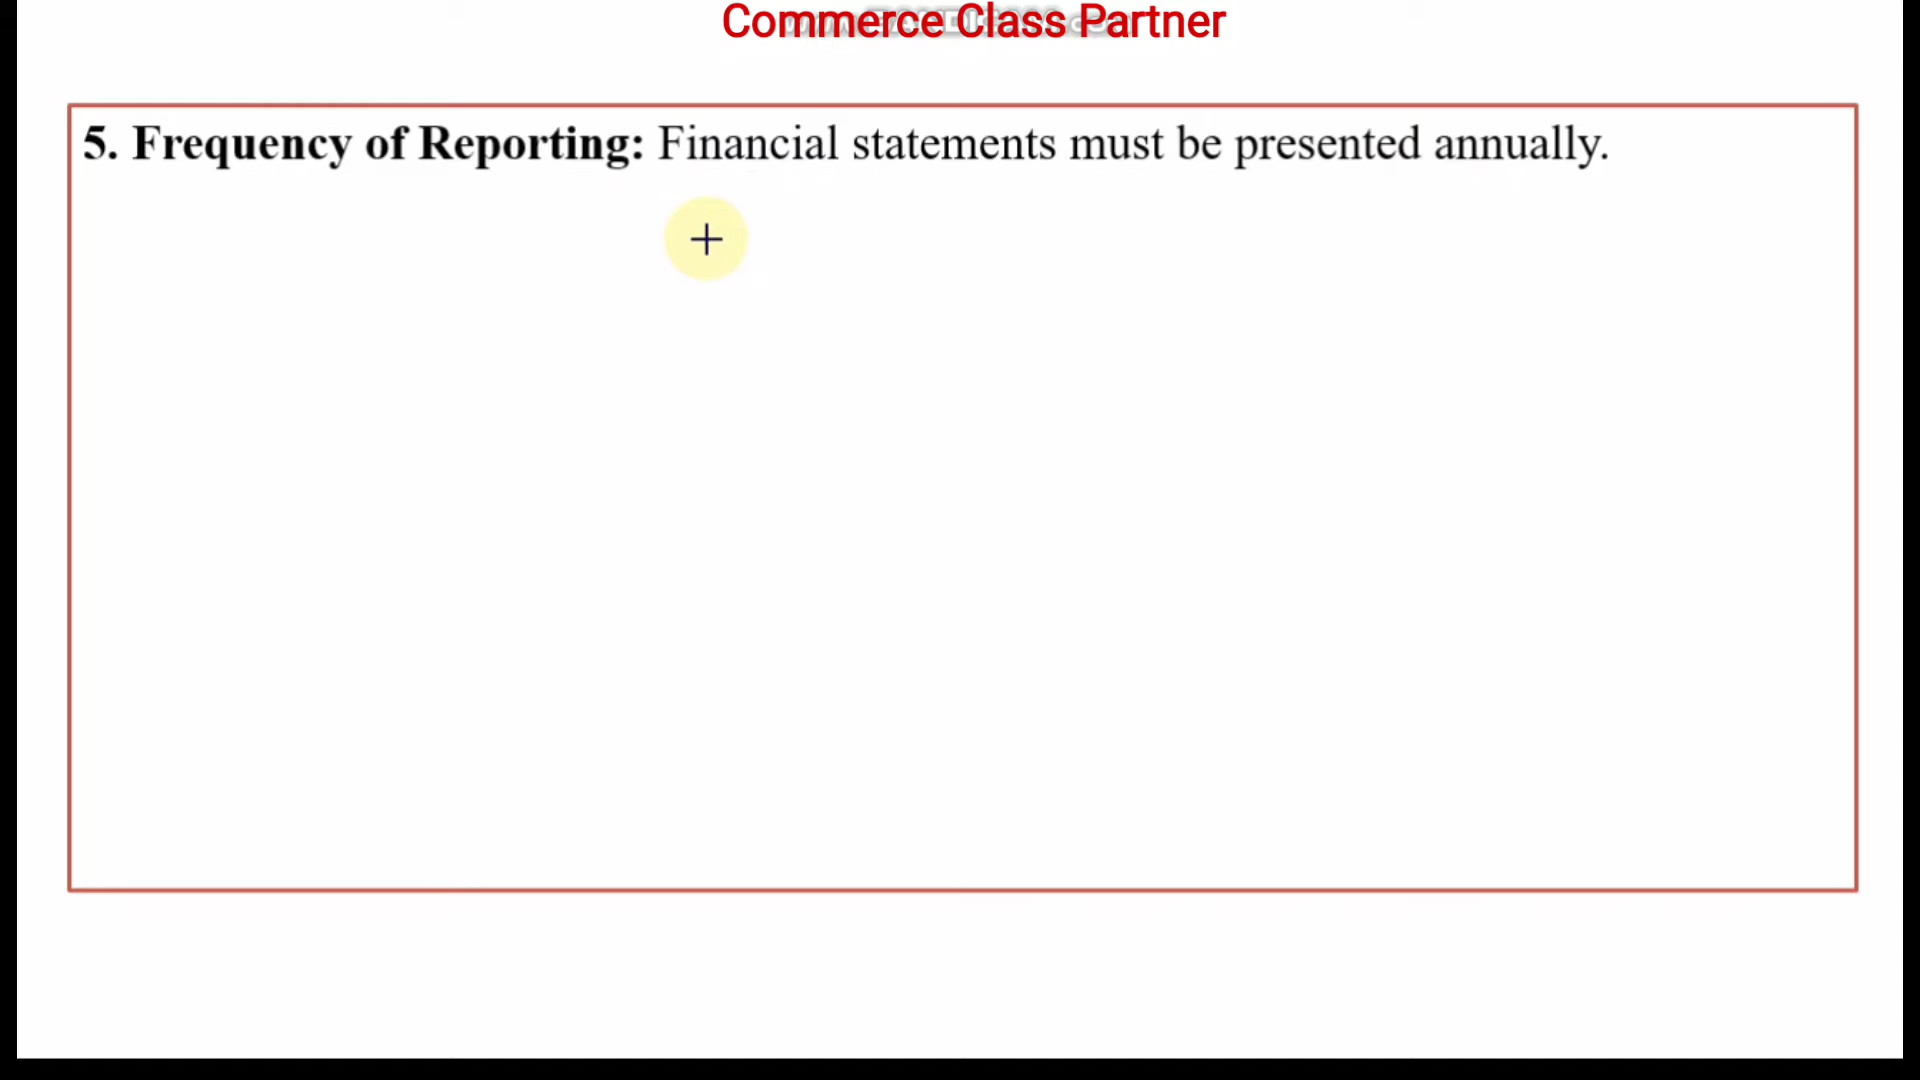 Commerce Class Partner
5. Frequency of Reporting: Financial statements must be presented annually.